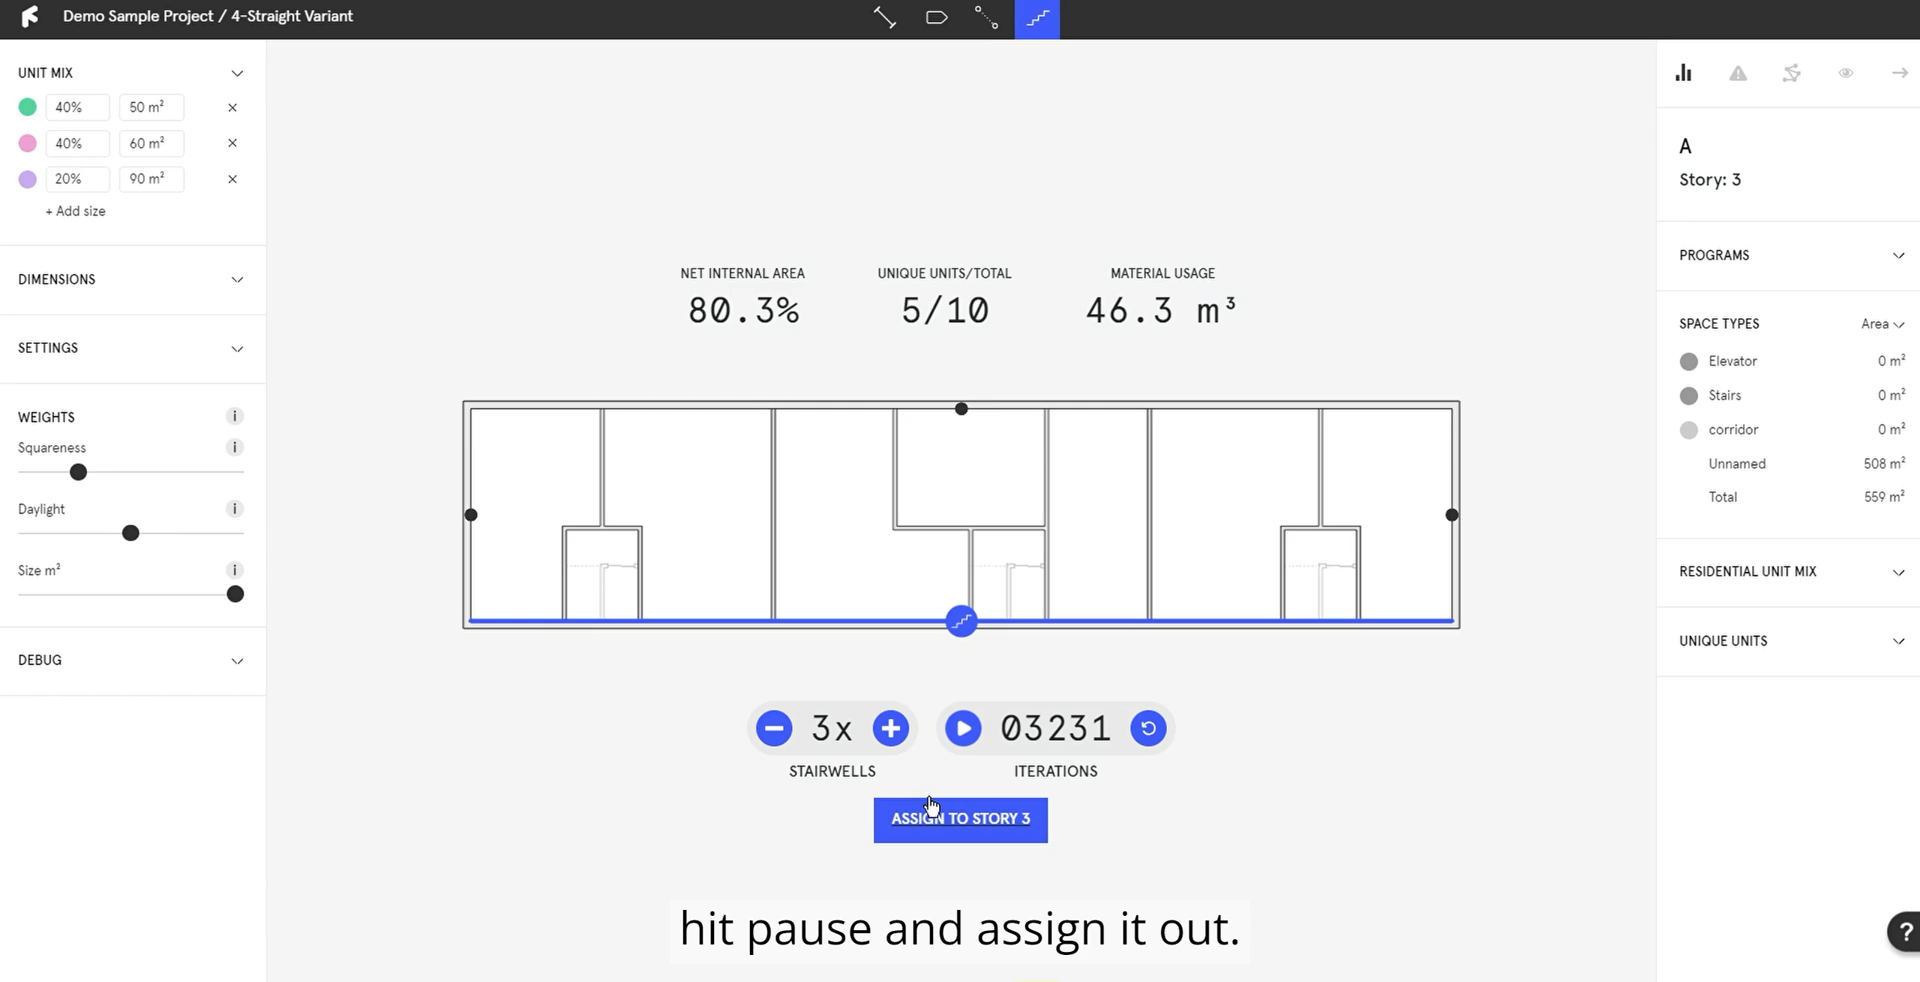 Demo Sample Project / 4-Straight Variant
UNIT MIX
40% 50 m²
40% 60 m²
20% 90 m²
+ Add size
DIMENSIONS
SETTINGS
WEIGHTS i
Squareness i
Daylight i
Size m² i
DEBUG
NET INTERNAL AREA
80.3%
UNIQUE UNITS/TOTAL
5/10
MATERIAL USAGE
46.3 m³
3x
STAIRWELLS
03231
ITERATIONS
ASSIGN TO STORY 3
hit pause and assign it out.
A
Story: 3
PROGRAMS
SPACE TYPES Area
Elevator 0 m²
Stairs 0 m²
corridor 0 m²
Unnamed 508 m²
Total 559 m²
RESIDENTIAL UNIT MIX
UNIQUE UNITS
?